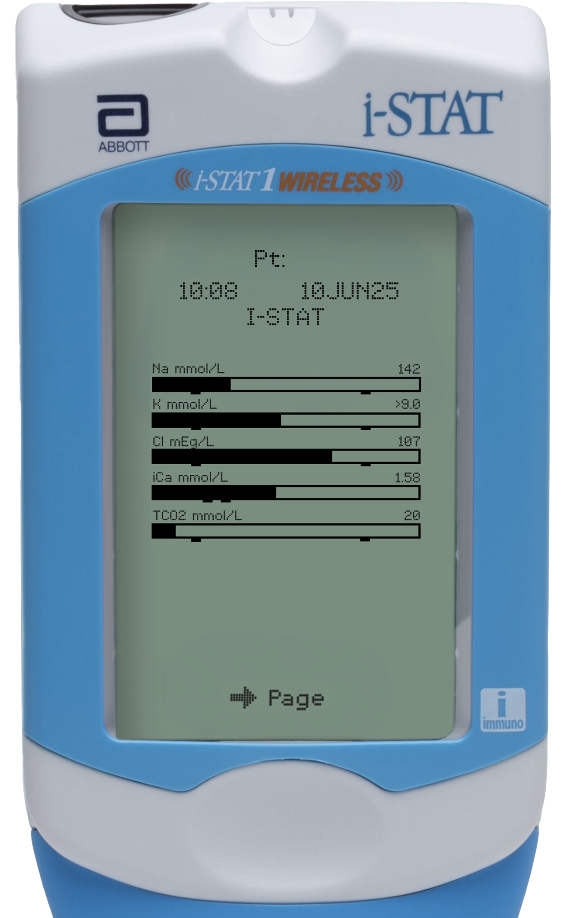 ABBOTT
i-STAT
i-STAT 1 WIRELESS
Pt:
10:08 10JUN25
I-STAT
Na mmol/L 142
K mmol/L >9.0
Cl mEq/L 107
iCa mmol/L 1.58
TCO2 mmol/L 20
Page
i
immuno